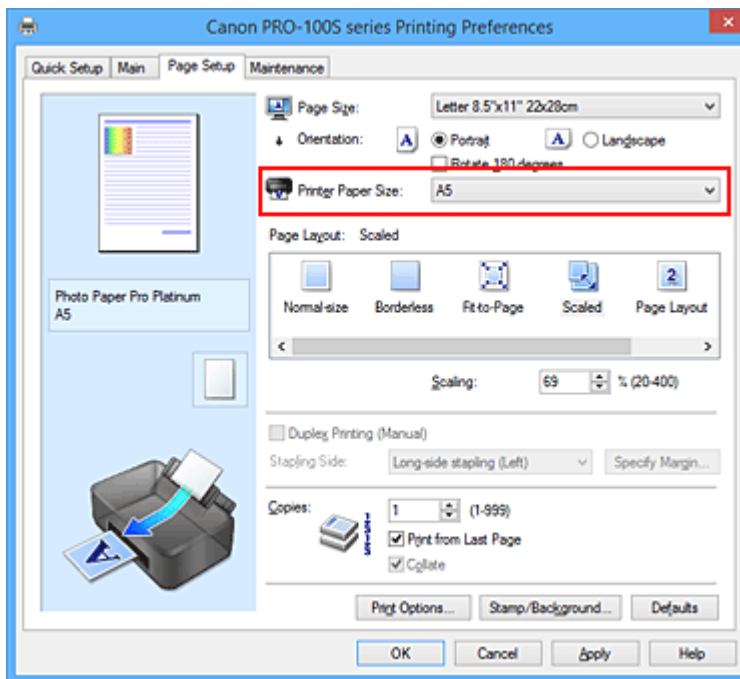 Canon PRO-100S series Printing Preferences
Quick Setup Main Page Setup Maintenance
Page Size: Letter 8.5"x11" 22x28cm
Orientation: A Portrait A Landscape
Rotate 180 degrees
Printer Paper Size: A5
Page Layout: Scaled
Normal-size Borderless Fit-to-Page Scaled Page Layout
Photo Paper Pro Platinum
A5
Scaling: 69 % (20-400)
Duplex Printing (Manual)
Stapling Side: Long-side stapling (Left) Specify Margin...
Copies: 1 (1-999)
Print from Last Page
Collate
Print Options... Stamp/Background... Defaults
OK Cancel Apply Help